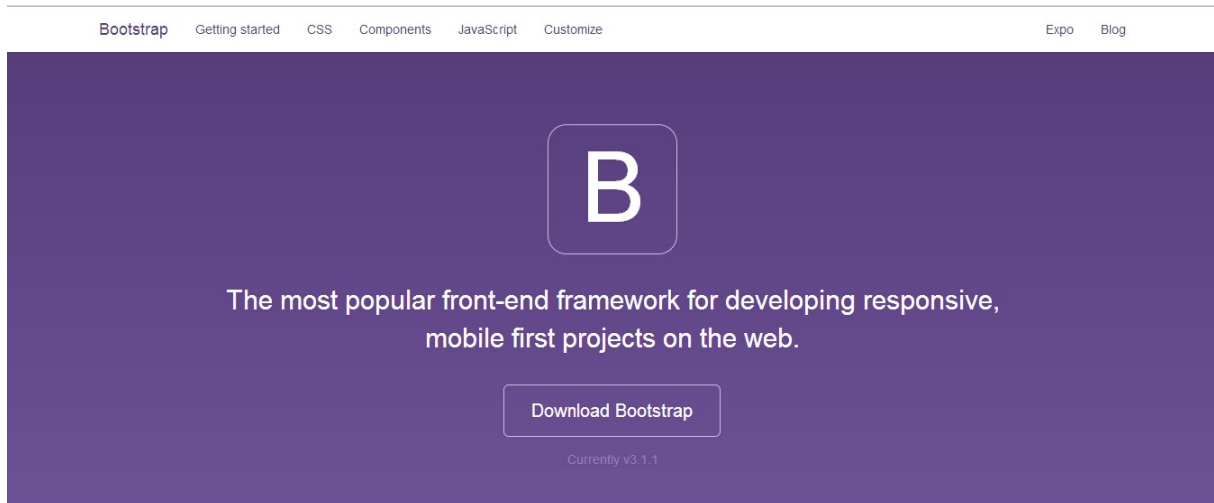 Bootstrap Getting started CSS Components JavaScript Customize Expo Blog
B
The most popular front-end framework for developing responsive,
mobile first projects on the web.
Download Bootstrap
Currently v3.1.1